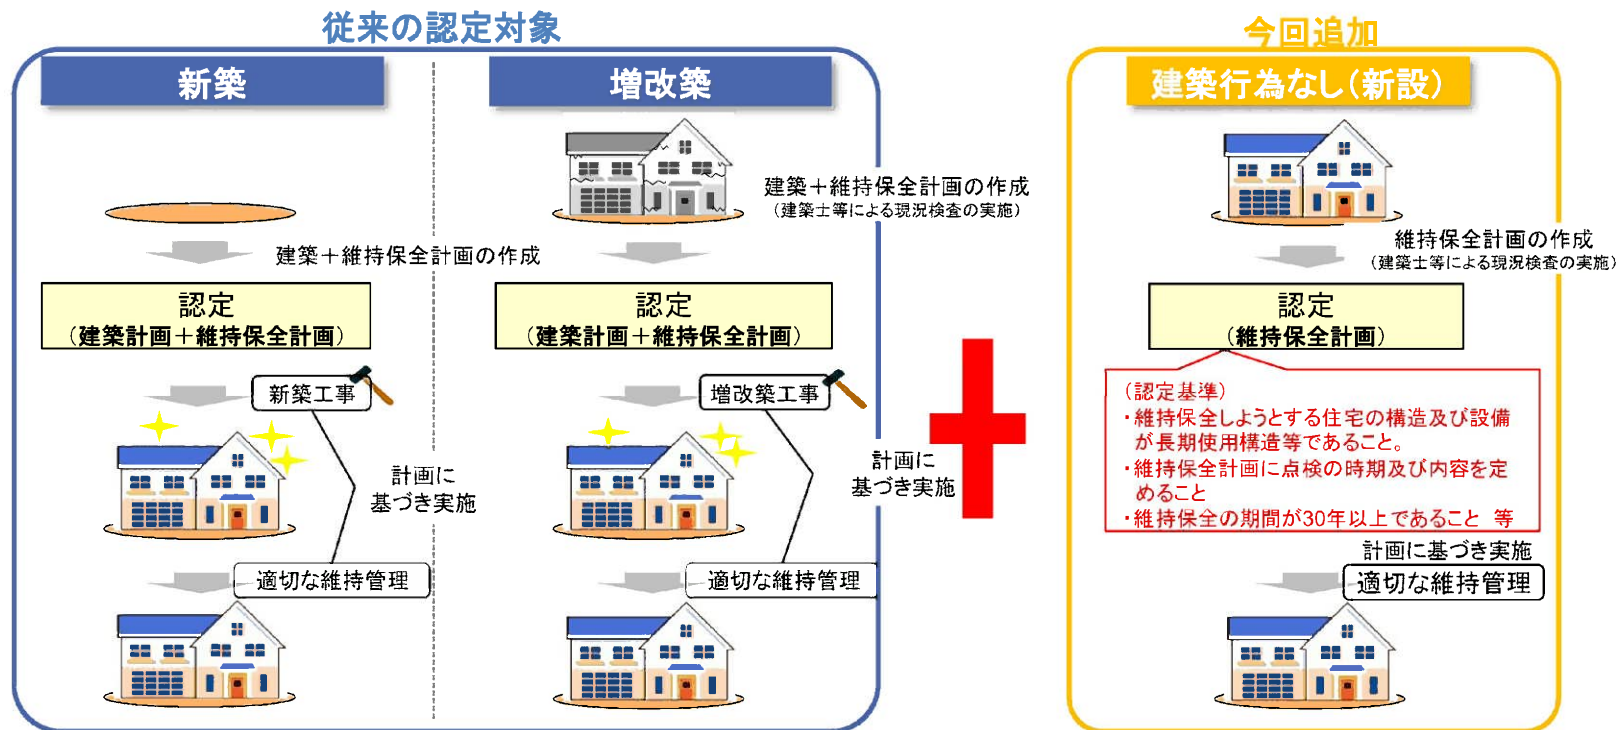 従来の認定対象
新築
建築＋維持保全計画の作成
認定
（建築計画＋維持保全計画）
新築工事
計画に
基づき実施
適切な維持管理
増改築
建築＋維持保全計画の作成
（建築士等による現況検査の実施）
認定
（建築計画＋維持保全計画）
増改築工事
計画に
基づき実施
適切な維持管理
今回追加
建築行為なし（新設）
維持保全計画の作成
（建築士等による現況検査の実施）
認定
（維持保全計画）
（認定基準）
・維持保全しようとする住宅の構造及び設備
が長期使用構造等であること。
・維持保全計画に点検の時期及び内容を定
めること
・維持保全の期間が30年以上であること 等
計画に基づき実施
適切な維持管理